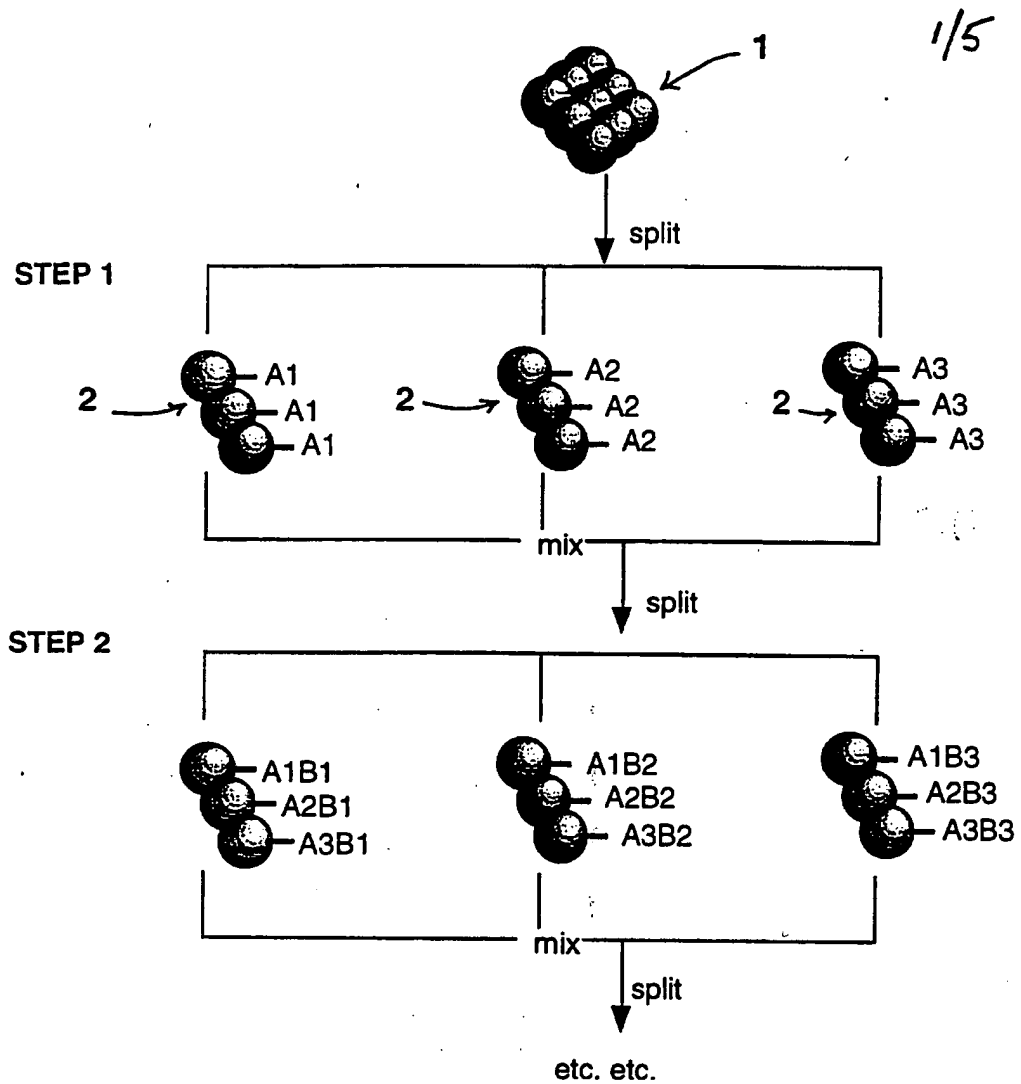 1/5
1
split
STEP 1
A1 A2 A3
2 A1 2 A2 2 A3
A1 A2 A3
mix
split
STEP 2
A1B1 A1B2 A1B3
A2B1 A2B2 A2B3
A3B1 A3B2 A3B3
mix
split
etc. etc.